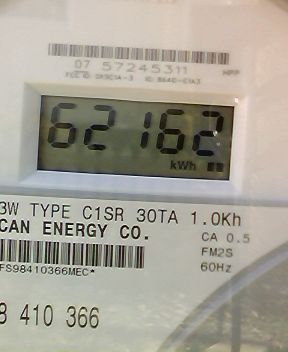 07 57245311
62162
kWh
3W TYPE C1SR 30TA 1.0Kh
CAN ENERGY CO.
CA 0.5
FM2S
60Hz
FS98410366MEC*
8 410 366